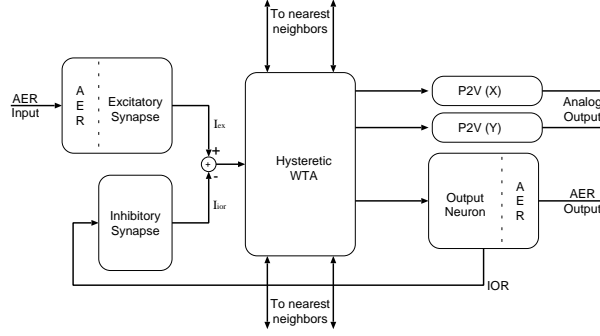 To nearest
neighbors
AER
Input
A
E
R
Excitatory
Synapse
Iex
+
+
-
Iior
Inhibitory
Synapse
Hysteretic
WTA
P2V (X)
P2V (Y)
Analog
Output
Output
Neuron
A
E
R
AER
Output
IOR
To nearest
neighbors